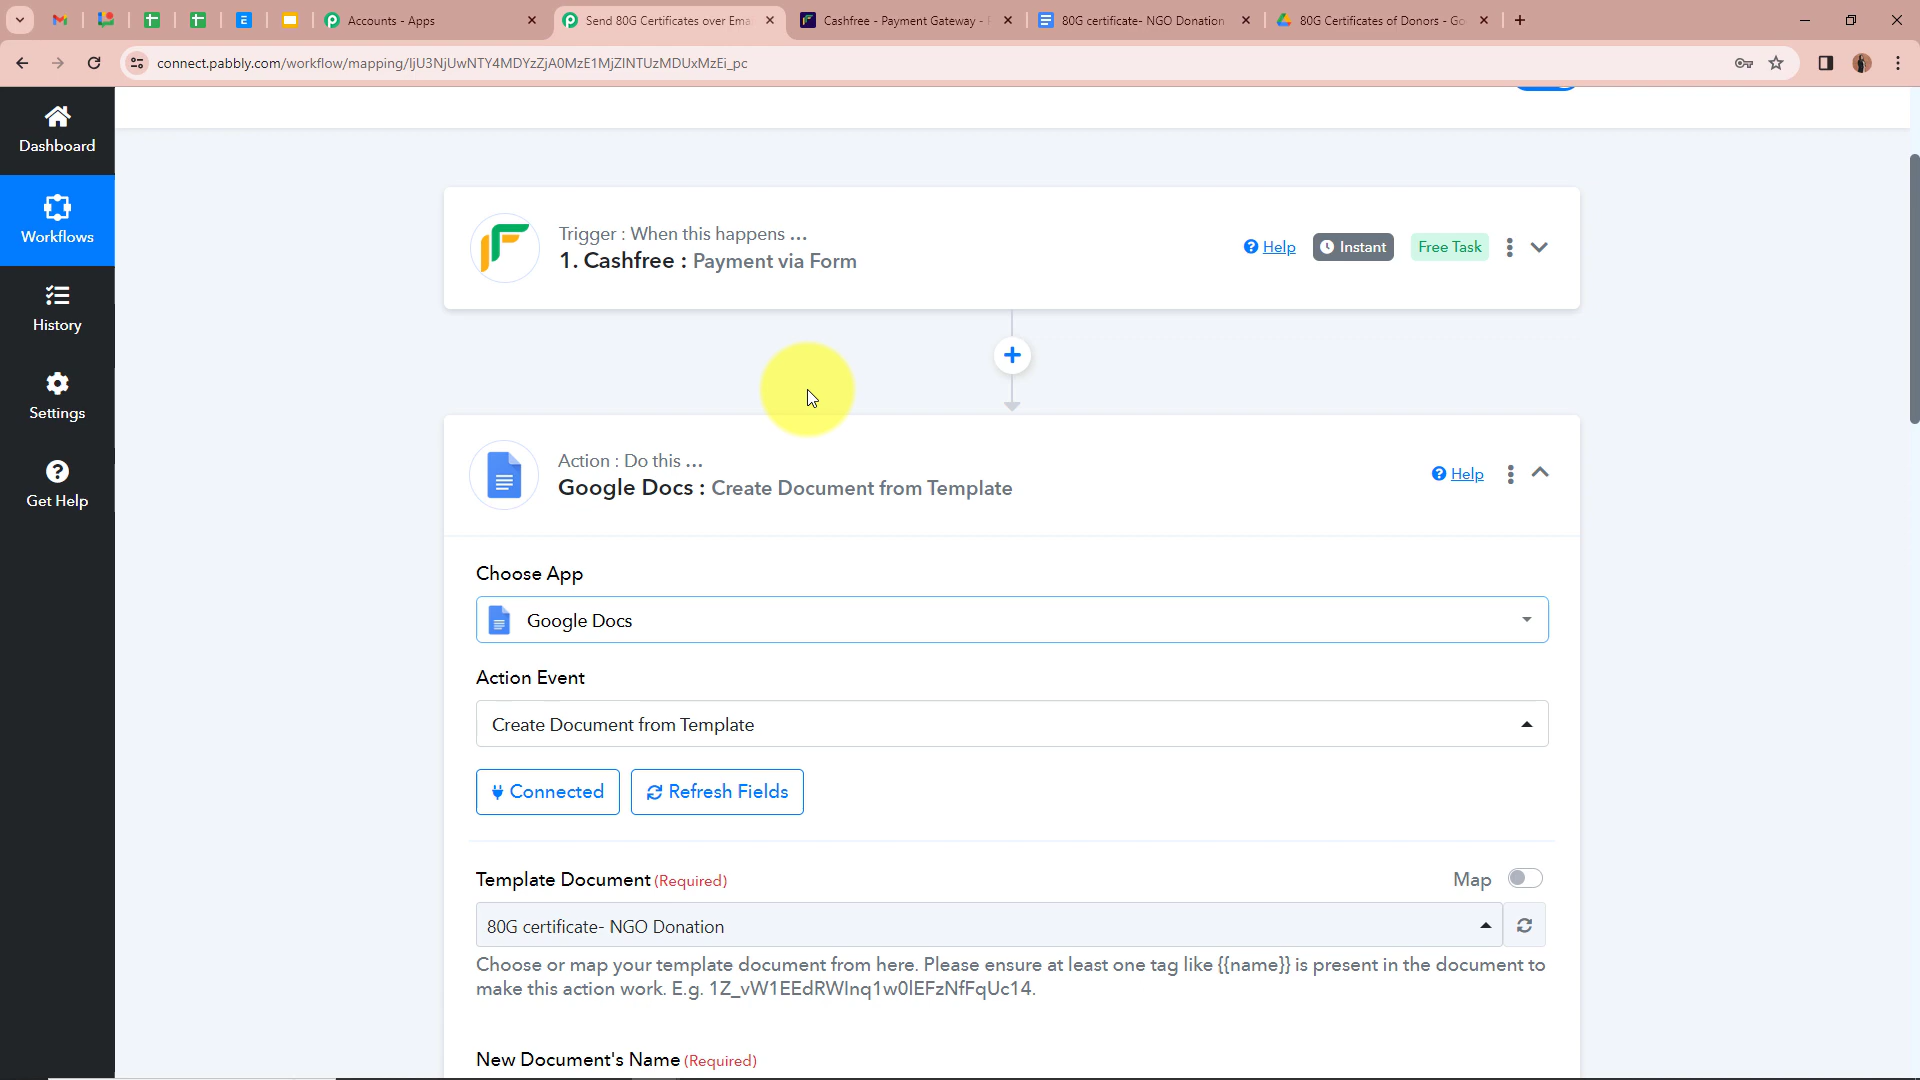 Accounts - Apps
Send 80G Certificates over Ema
Cashfree - Payment Gateway -
80G certificate- NGO Donation
80G Certificates of Donors - Go
connect.pabbly.com/workflow/mapping/IjU3NjUwNTY4MDYzZjA0MzE1MjZlNTUzMDUxMzEi_pc
Dashboard
Workflows
History
Settings
Get Help
Trigger : When this happens ...
1. Cashfree : Payment via Form
Help
Instant
Free Task
Action : Do this ...
Google Docs : Create Document from Template
Help
Choose App
Google Docs
Action Event
Create Document from Template
Connected
Refresh Fields
Template Document (Required)
Map
80G certificate- NGO Donation
Choose or map your template document from here. Please ensure at least one tag like {{name}} is present in the document to
make this action work. E.g. 1Z_vW1EEdRWInq1w0lEFzNfFqUc14.
New Document's Name (Required)